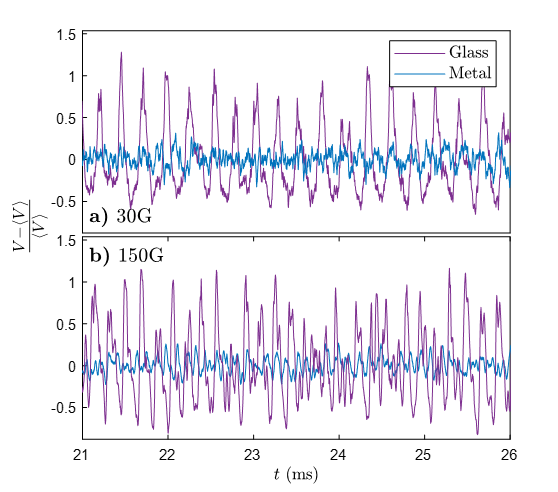 1.5
Glass
Metal
1
0.5
0
-0.5
a) 30G
V − ⟨V⟩
⟨V⟩
1.5
b) 150G
1
0.5
0
-0.5
21 22 23 24 25 26
t (ms)